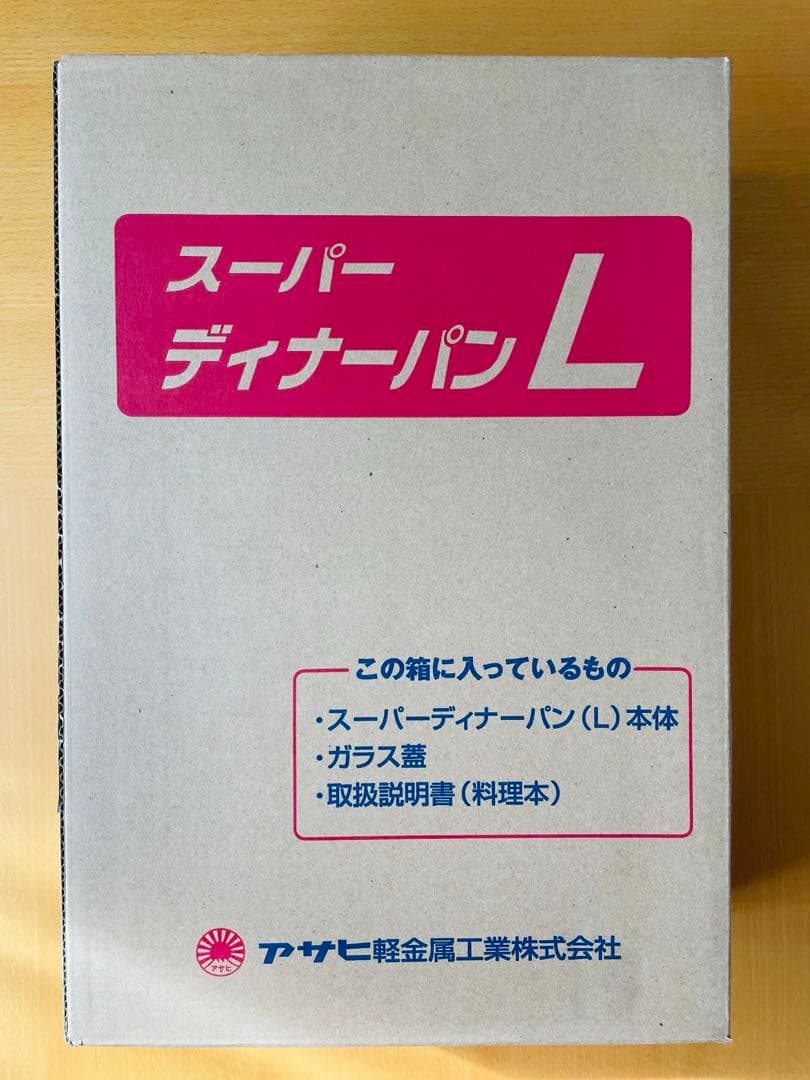 スーパー
ディナーパン L
この箱に入っているもの
・スーパーディナーパン（L）本体
・ガラス蓋
・取扱説明書（料理本）
アサヒ
アサヒ軽金属工業株式会社